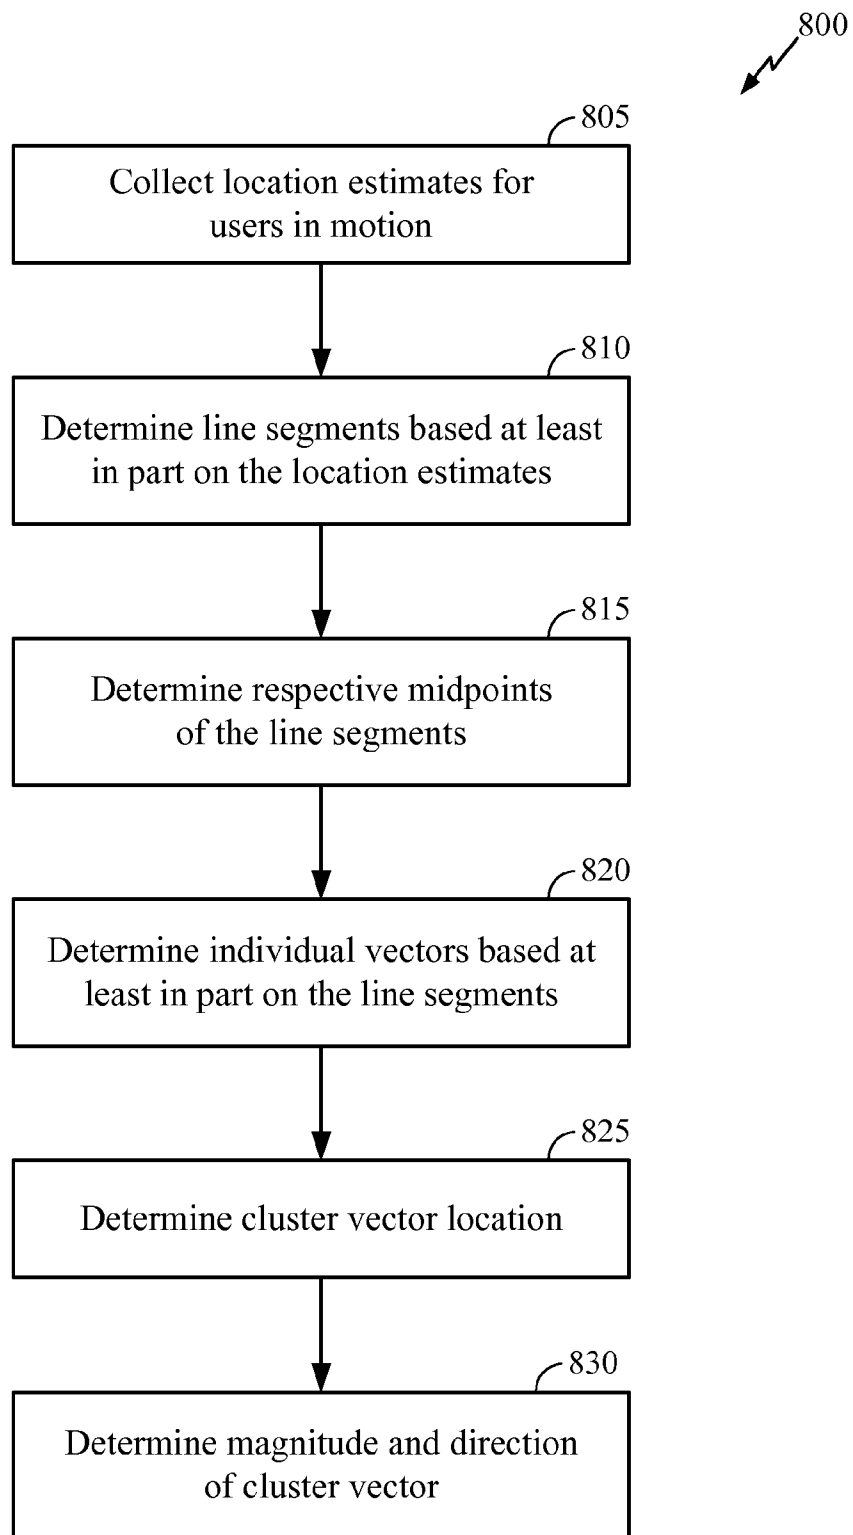 800
805
Collect location estimates for
users in motion
810
Determine line segments based at least
in part on the location estimates
815
Determine respective midpoints
of the line segments
820
Determine individual vectors based at
least in part on the line segments
825
Determine cluster vector location
830
Determine magnitude and direction
of cluster vector